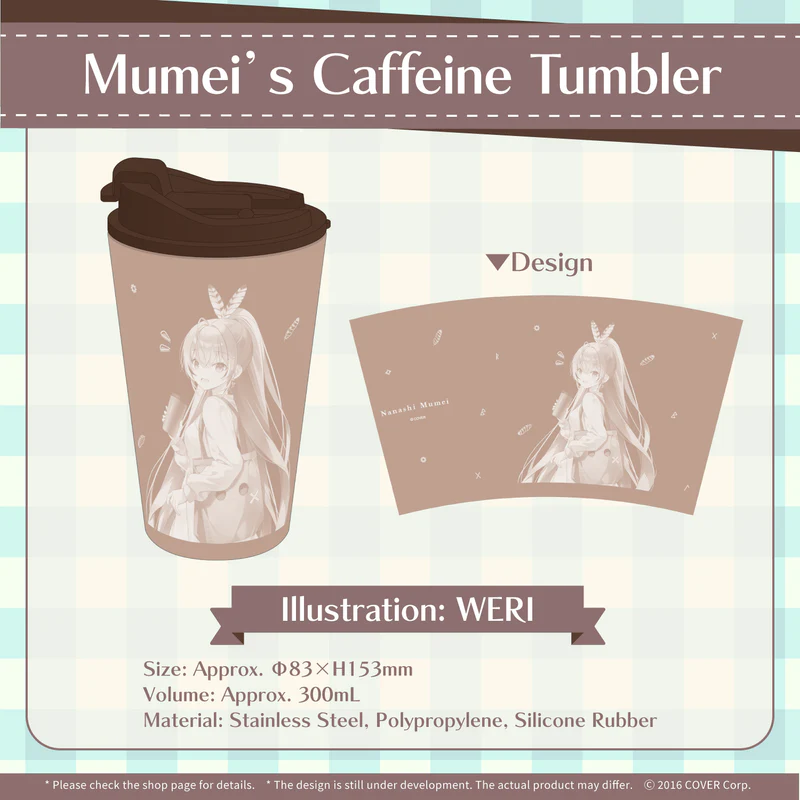 Mumei's Caffeine Tumbler
▼Design
Nanashi Mumei
Illustration: WERI
Size: Approx. Φ83×H153mm
Volume: Approx. 300mL
Material: Stainless Steel, Polypropylene, Silicone Rubber
* Please check the shop page for details. * The design is still under development. The actual product may differ. © 2016 COVER Corp.